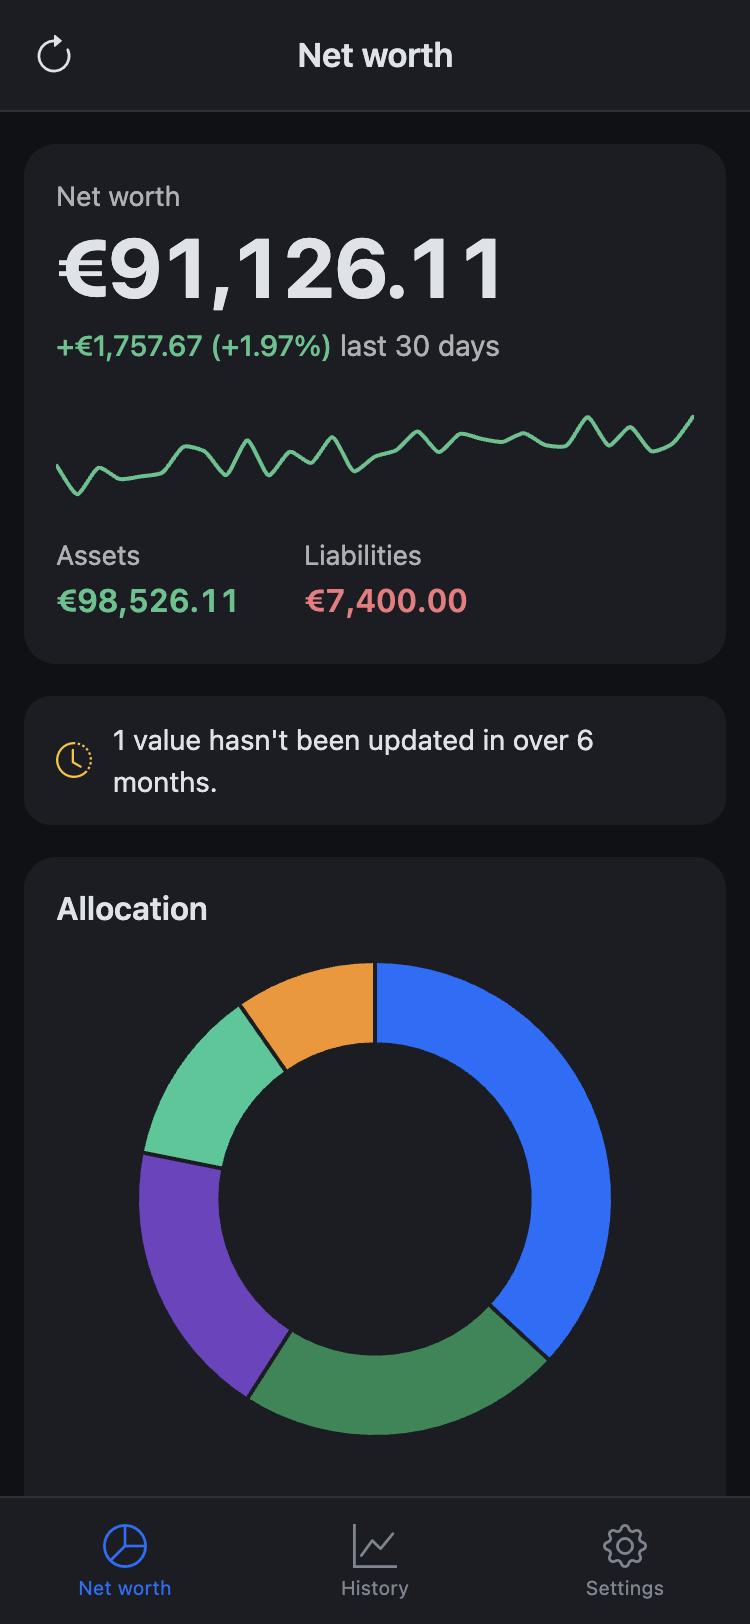 Net worth
Net worth
€91,126.11
+€1,757.67 (+1.97%) last 30 days
Assets
Liabilities
€98,526.11
€7,400.00
1 value hasn't been updated in over 6
months.
Allocation
Net worth
History
Settings